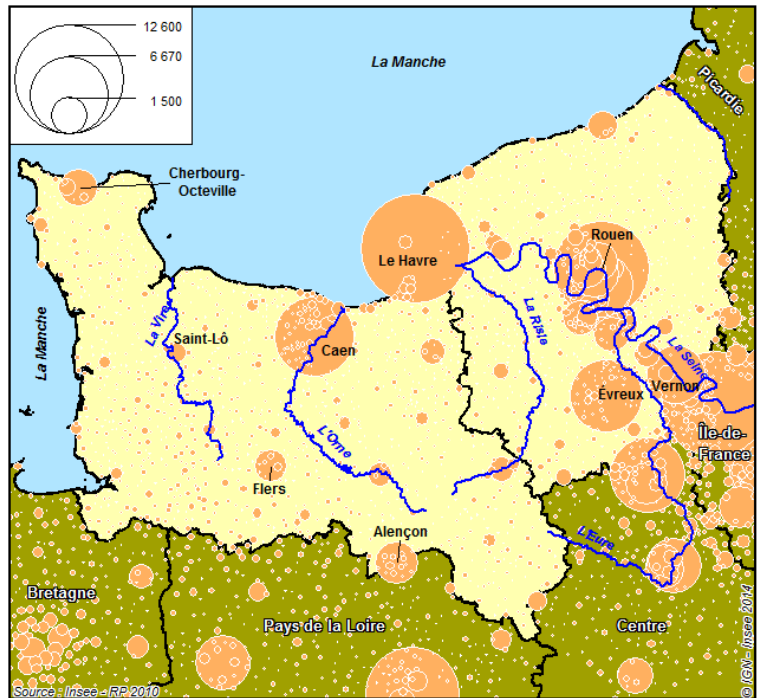 12 600
6 670
1 500
La Manche
Picardie
Cherbourg-
Octeville
Rouen
Le Havre
La Manche
La Vire
Saint-Lô
Caen
La Risle
La Seine
Évreux
Vernon
Île-de-
France
L'Orne
Flers
Alençon
L'Eure
Bretagne
Pays de la Loire
Centre
Source : Insee - RP 2010
© IGN - Insee 2014